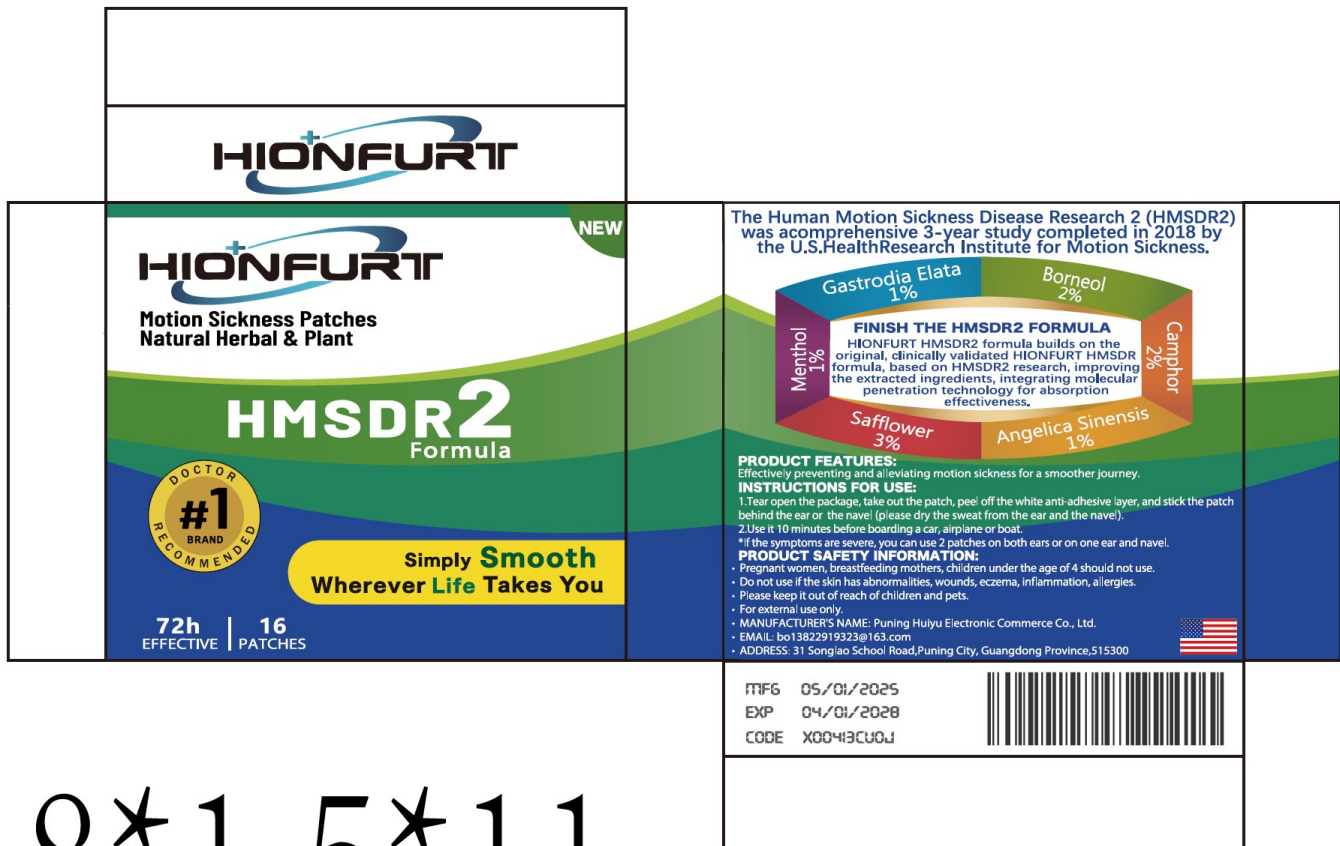 HIONFURT
HIONFURT
NEW
Motion Sickness Patches
Natural Herbal & Plant
HMSDR2
Formula
DOCTOR
#1
BRAND
RECOMMENDED
Simply Smooth
Wherever Life Takes You
72h
EFFECTIVE
16
PATCHES
The Human Motion Sickness Disease Research 2 (HMSDR2)
was acomprehensive 3-year study completed in 2018 by
the U.S.HealthResearch Institute for Motion Sickness.
Gastrodia Elata
1%
Borneol
2%
Menthol
1%
Camphor
2%
FINISH THE HMSDR2 FORMULA
HIONFURT HMSDR2 formula builds on the
original, clinically validated HIONFURT HMSDR
formula, based on HMSDR2 research, improving
the extracted ingredients, integrating molecular
penetration technology for absorption
effectiveness.
Safflower
3%
Angelica Sinensis
1%
PRODUCT FEATURES:
Effectively preventing and alleviating motion sickness for a smoother journey.
INSTRUCTIONS FOR USE:
1.Tear open the package, take out the patch, peel off the white anti-adhesive layer, and stick the patch
behind the ear or the navel (please dry the sweat from the ear and the navel).
2.Use it 10 minutes before boarding a car, airplane or boat.
*If the symptoms are severe, you can use 2 patches on both ears or on one ear and navel.
PRODUCT SAFETY INFORMATION:
• Pregnant women, breastfeeding mothers, children under the age of 4 should not use.
• Do not use if the skin has abnormalities, wounds, eczema, inflammation, allergies.
• Please keep it out of reach of children and pets.
• For external use only.
• MANUFACTURER'S NAME: Puning Huiyu Electronic Commerce Co., Ltd.
• EMAIL: bo13822919323@163.com
• ADDRESS: 31 Songlao School Road,Puning City, Guangdong Province,515300
MFG 05/01/2025
EXP 04/01/2028
CODE X00413CU0J